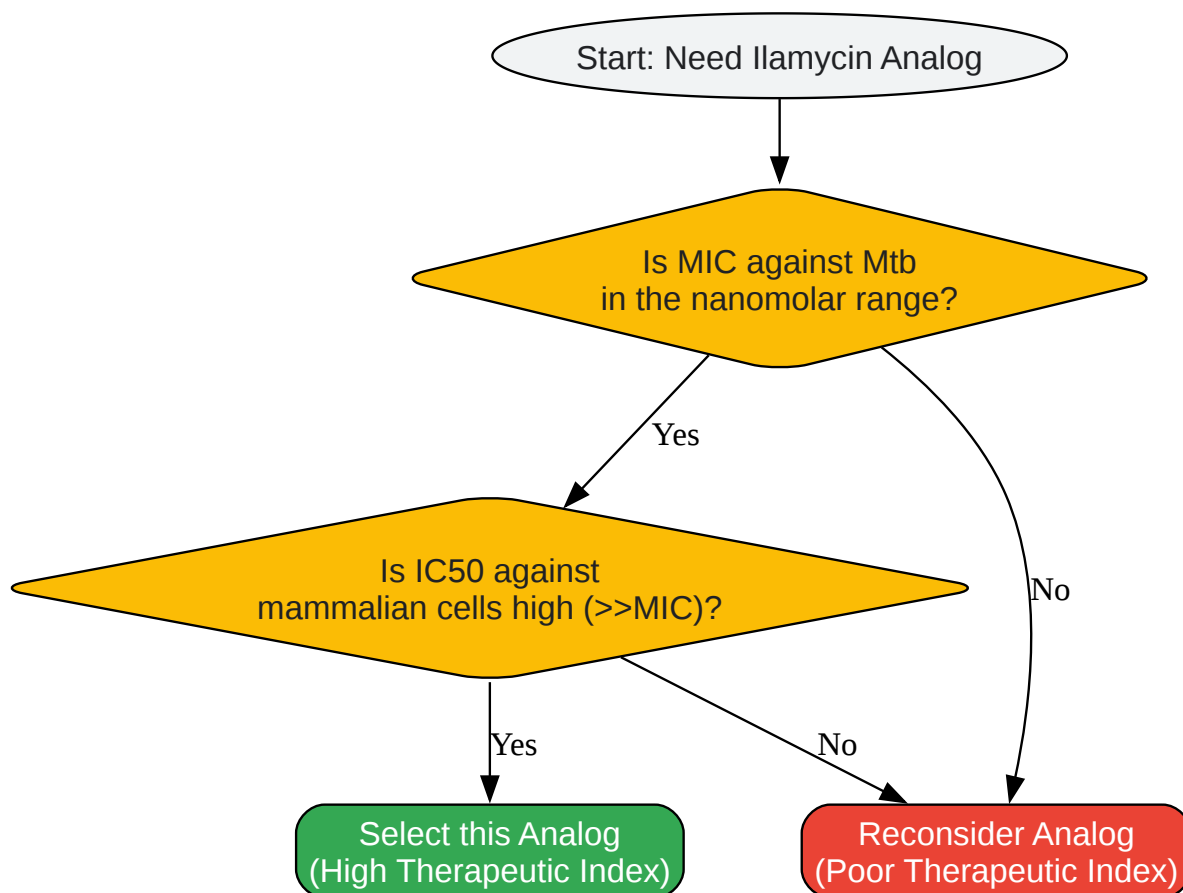 Start: Need Ilamycin Analog
Is MIC against Mtb
in the nanomolar range?
Yes
No
Is IC50 against
mammalian cells high (>>MIC)?
Yes
No
Select this Analog
(High Therapeutic Index)
Reconsider Analog
(Poor Therapeutic Index)